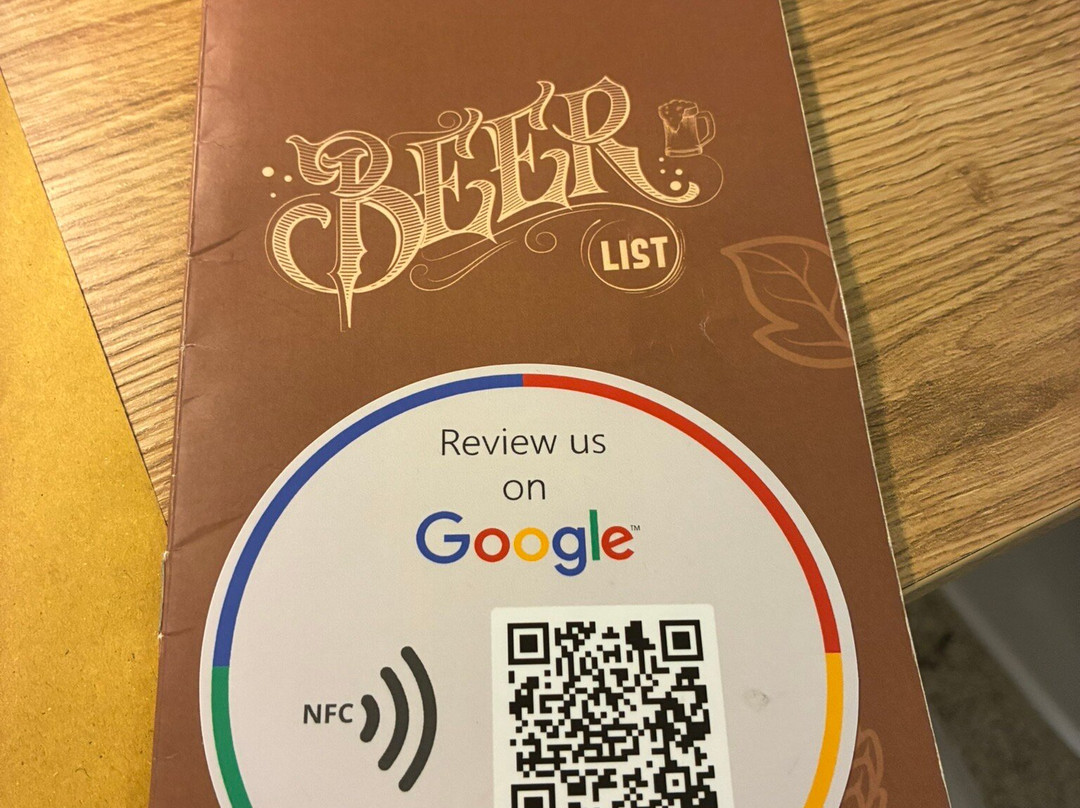 BEER
LIST
Review us
on
Google™
NFC